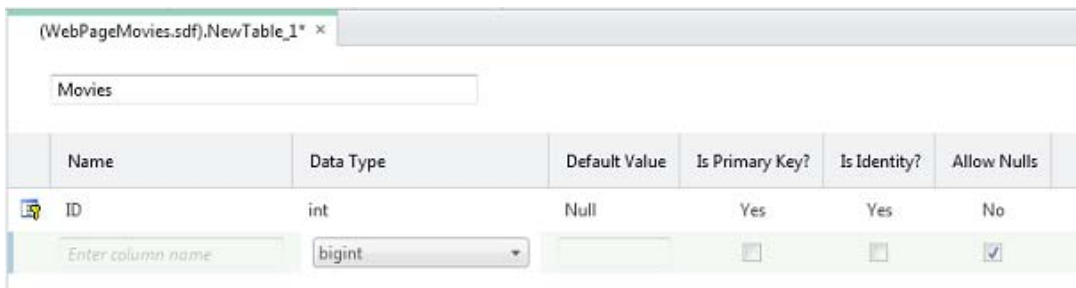 (WebPageMovies.sdf).NewTable_1* ×
Movies
Name Data Type Default Value Is Primary Key? Is Identity? Allow Nulls
ID int Null Yes Yes No
Enter column name bigint